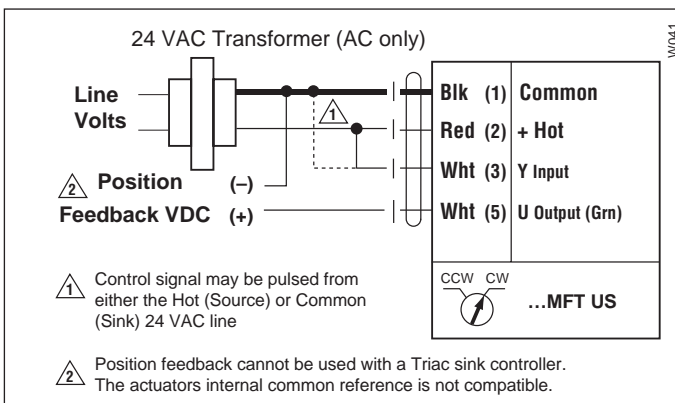 24 VAC Transformer (AC only)
W041
Line
Volts
1
2 Position (–)
Feedback VDC (+)
Blk (1) Common
Red (2) + Hot
Wht (3) Y Input
Wht (5) U Output (Grn)
CCW CW
...MFT US
1 Control signal may be pulsed from
either the Hot (Source) or Common
(Sink) 24 VAC line
2 Position feedback cannot be used with a Triac sink controller.
The actuators internal common reference is not compatible.